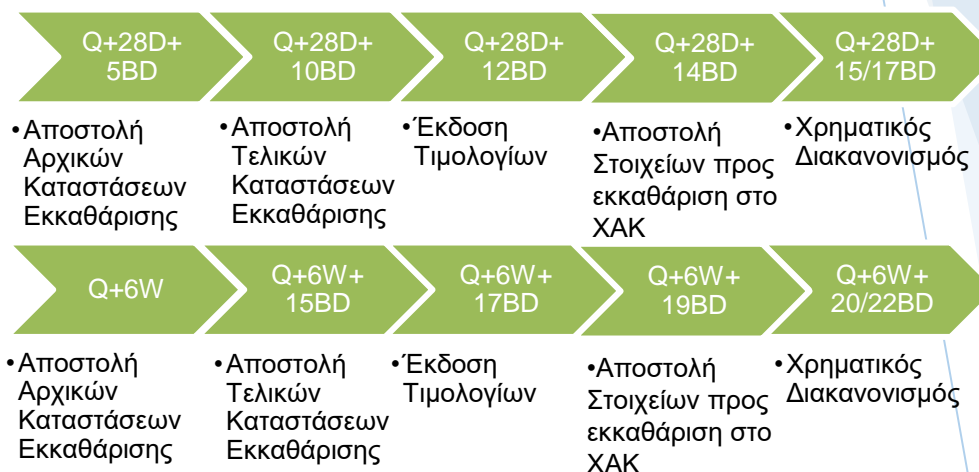 Q+28D+
5BD
Q+28D+
10BD
Q+28D+
12BD
Q+28D+
14BD
Q+28D+
15/17BD
•Αποστολή
Αρχικών
Καταστάσεων
Εκκαθάρισης
•Αποστολή
Τελικών
Καταστάσεων
Εκκαθάρισης
•Έκδοση
Τιμολογίων
•Αποστολή
Στοιχείων προς
εκκαθάριση στο
ΧΑΚ
•Χρηματικός
Διακανονισμός
Q+6W
Q+6W+
15BD
Q+6W+
17BD
Q+6W+
19BD
Q+6W+
20/22BD
•Αποστολή
Αρχικών
Καταστάσεων
Εκκαθάρισης
•Αποστολή
Τελικών
Καταστάσεων
Εκκαθάρισης
•Έκδοση
Τιμολογίων
•Αποστολή
Στοιχείων προς
εκκαθάριση στο
ΧΑΚ
•Χρηματικός
Διακανονισμός